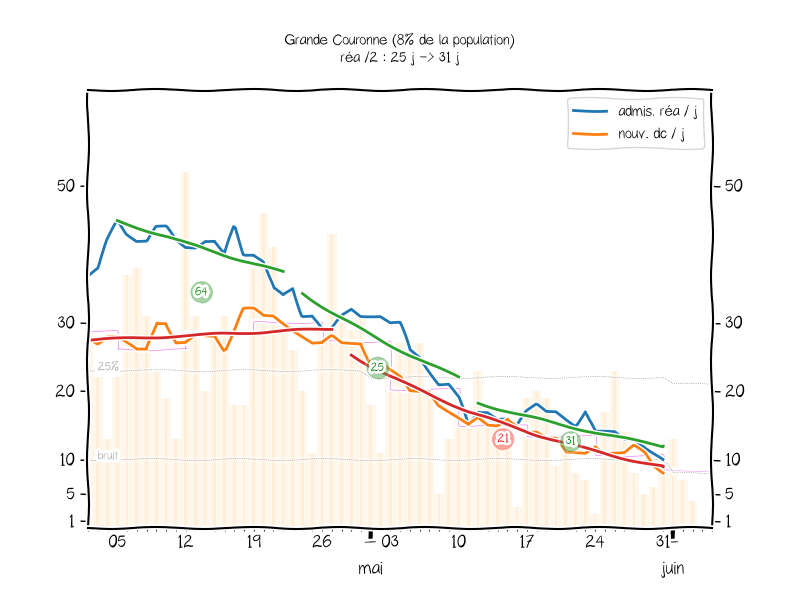 Grande Couronne (8% de la population)
réa /2 : 25 j -> 31 j
admis. réa / j
nouv. dc / j
50
50
64
30
30
25%
25
20
20
21
31
bruit
10
10
5
5
1
1
05 12 19 26 03 10 17 24 31
mai juin